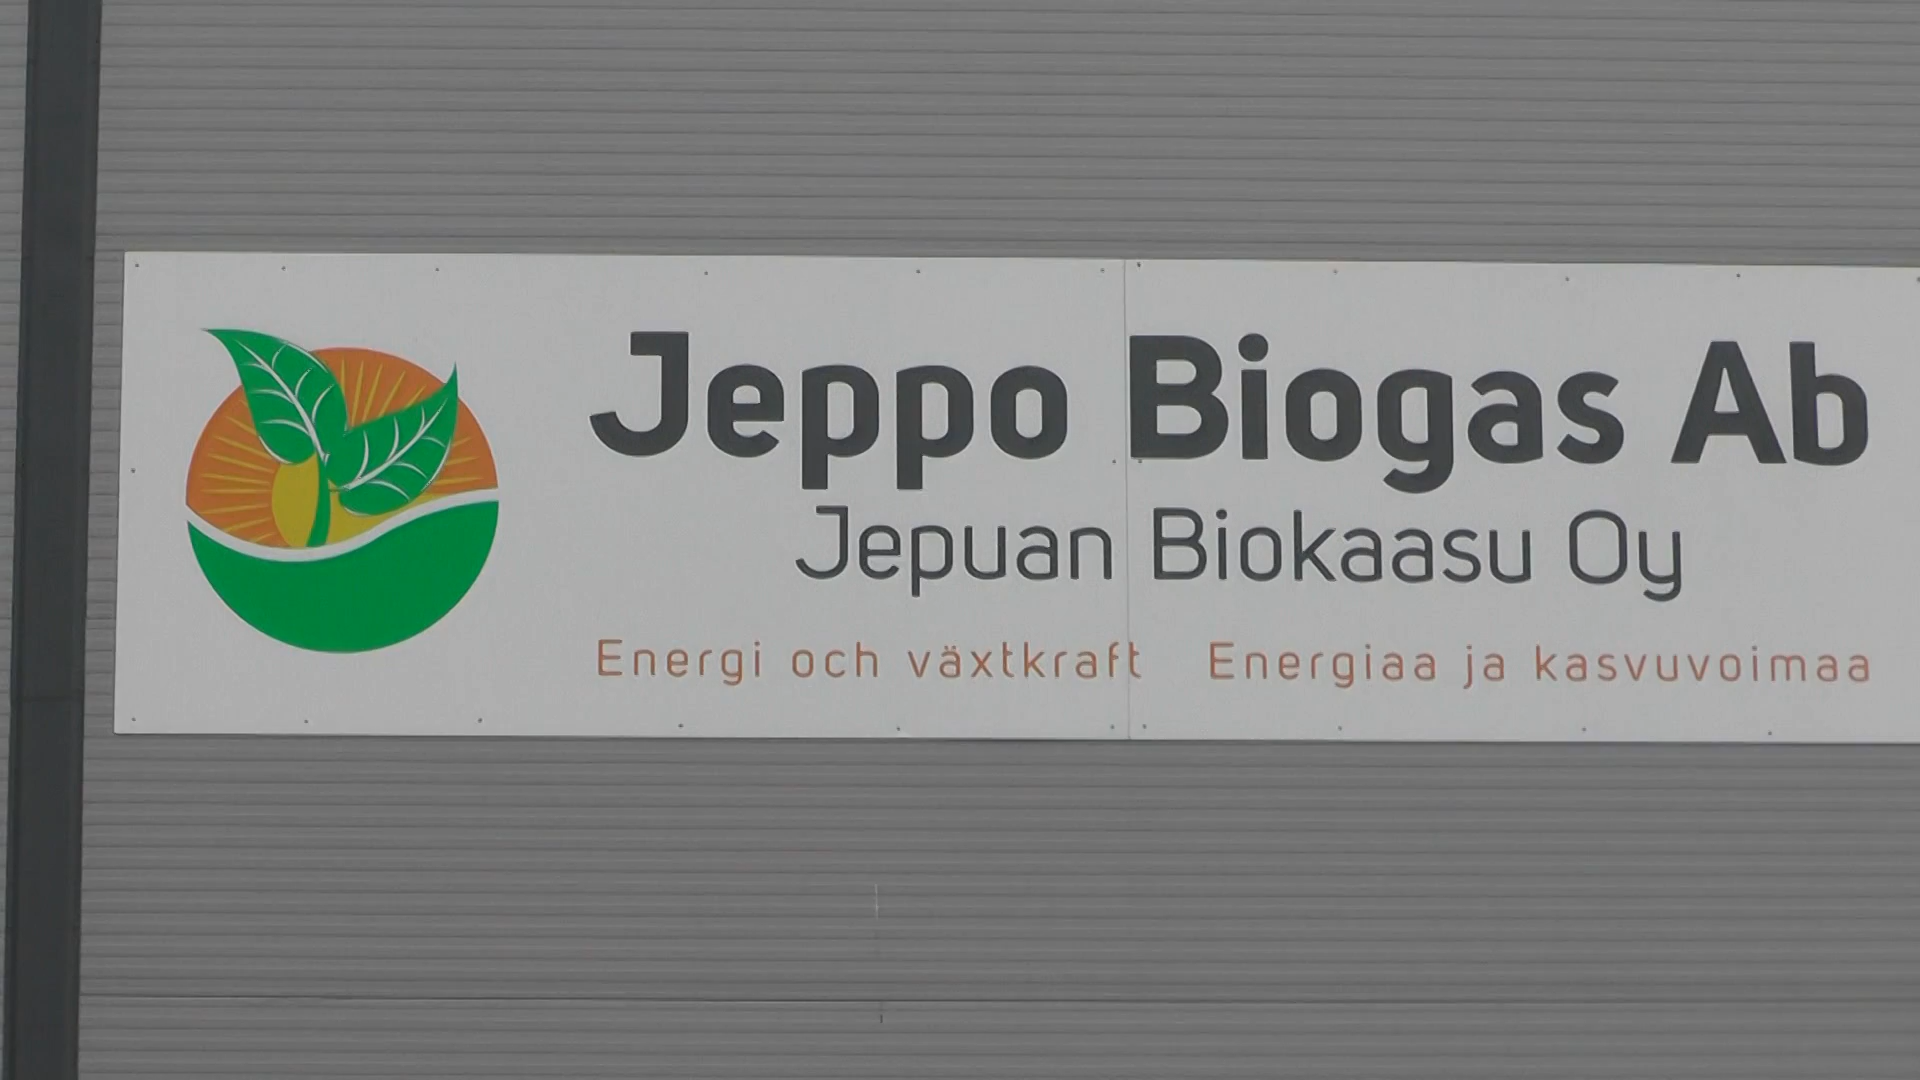 Jeppo Biogas Ab
Jepuan Biokaasu Oy
Energi och växtkraft Energiaa ja kasvuvoimaa